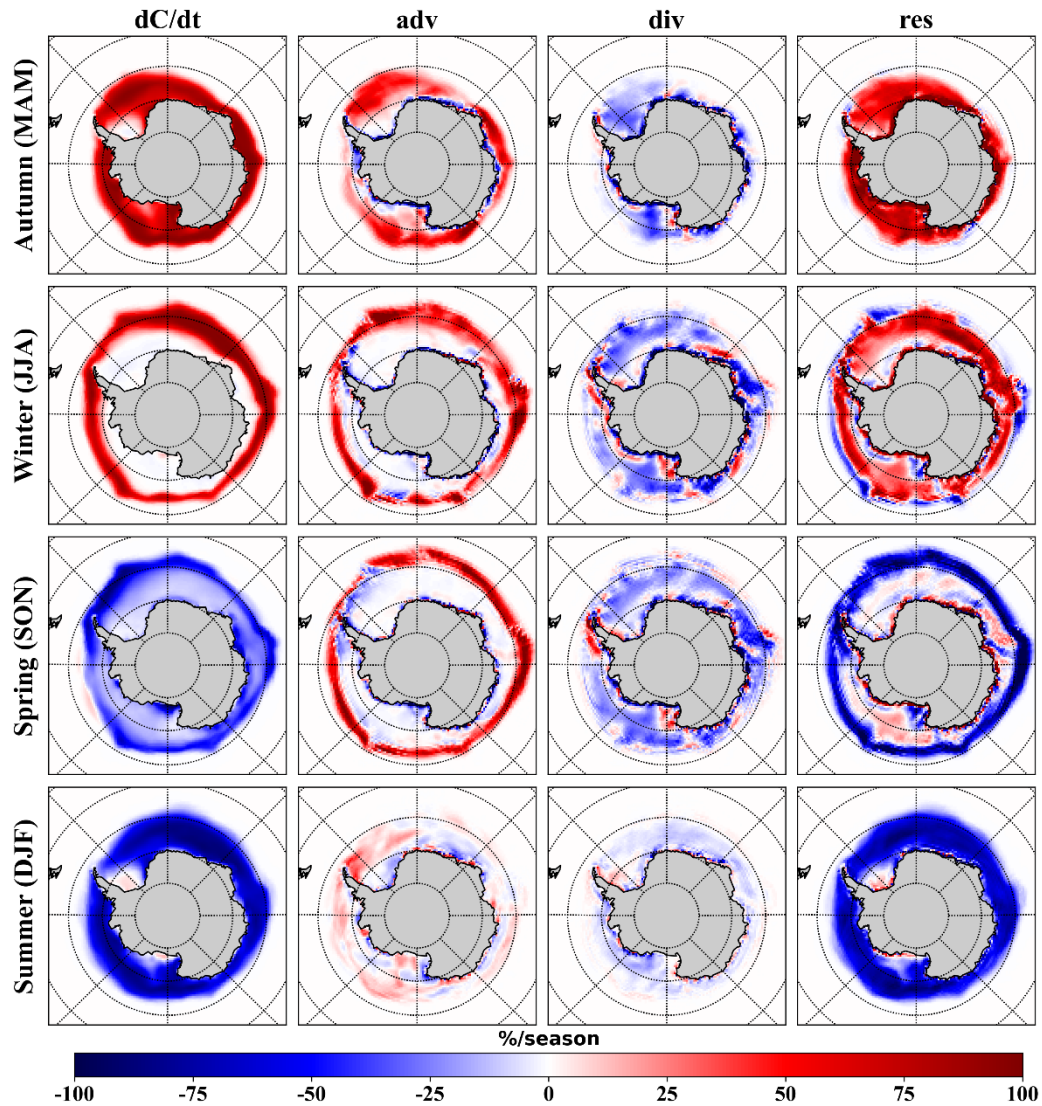 dC/dt adv div res
Autumn (MAM)
Winter (JJA)
Spring (SON)
Summer (DJF)
%/season
-100 -75 -50 -25 0 25 50 75 100